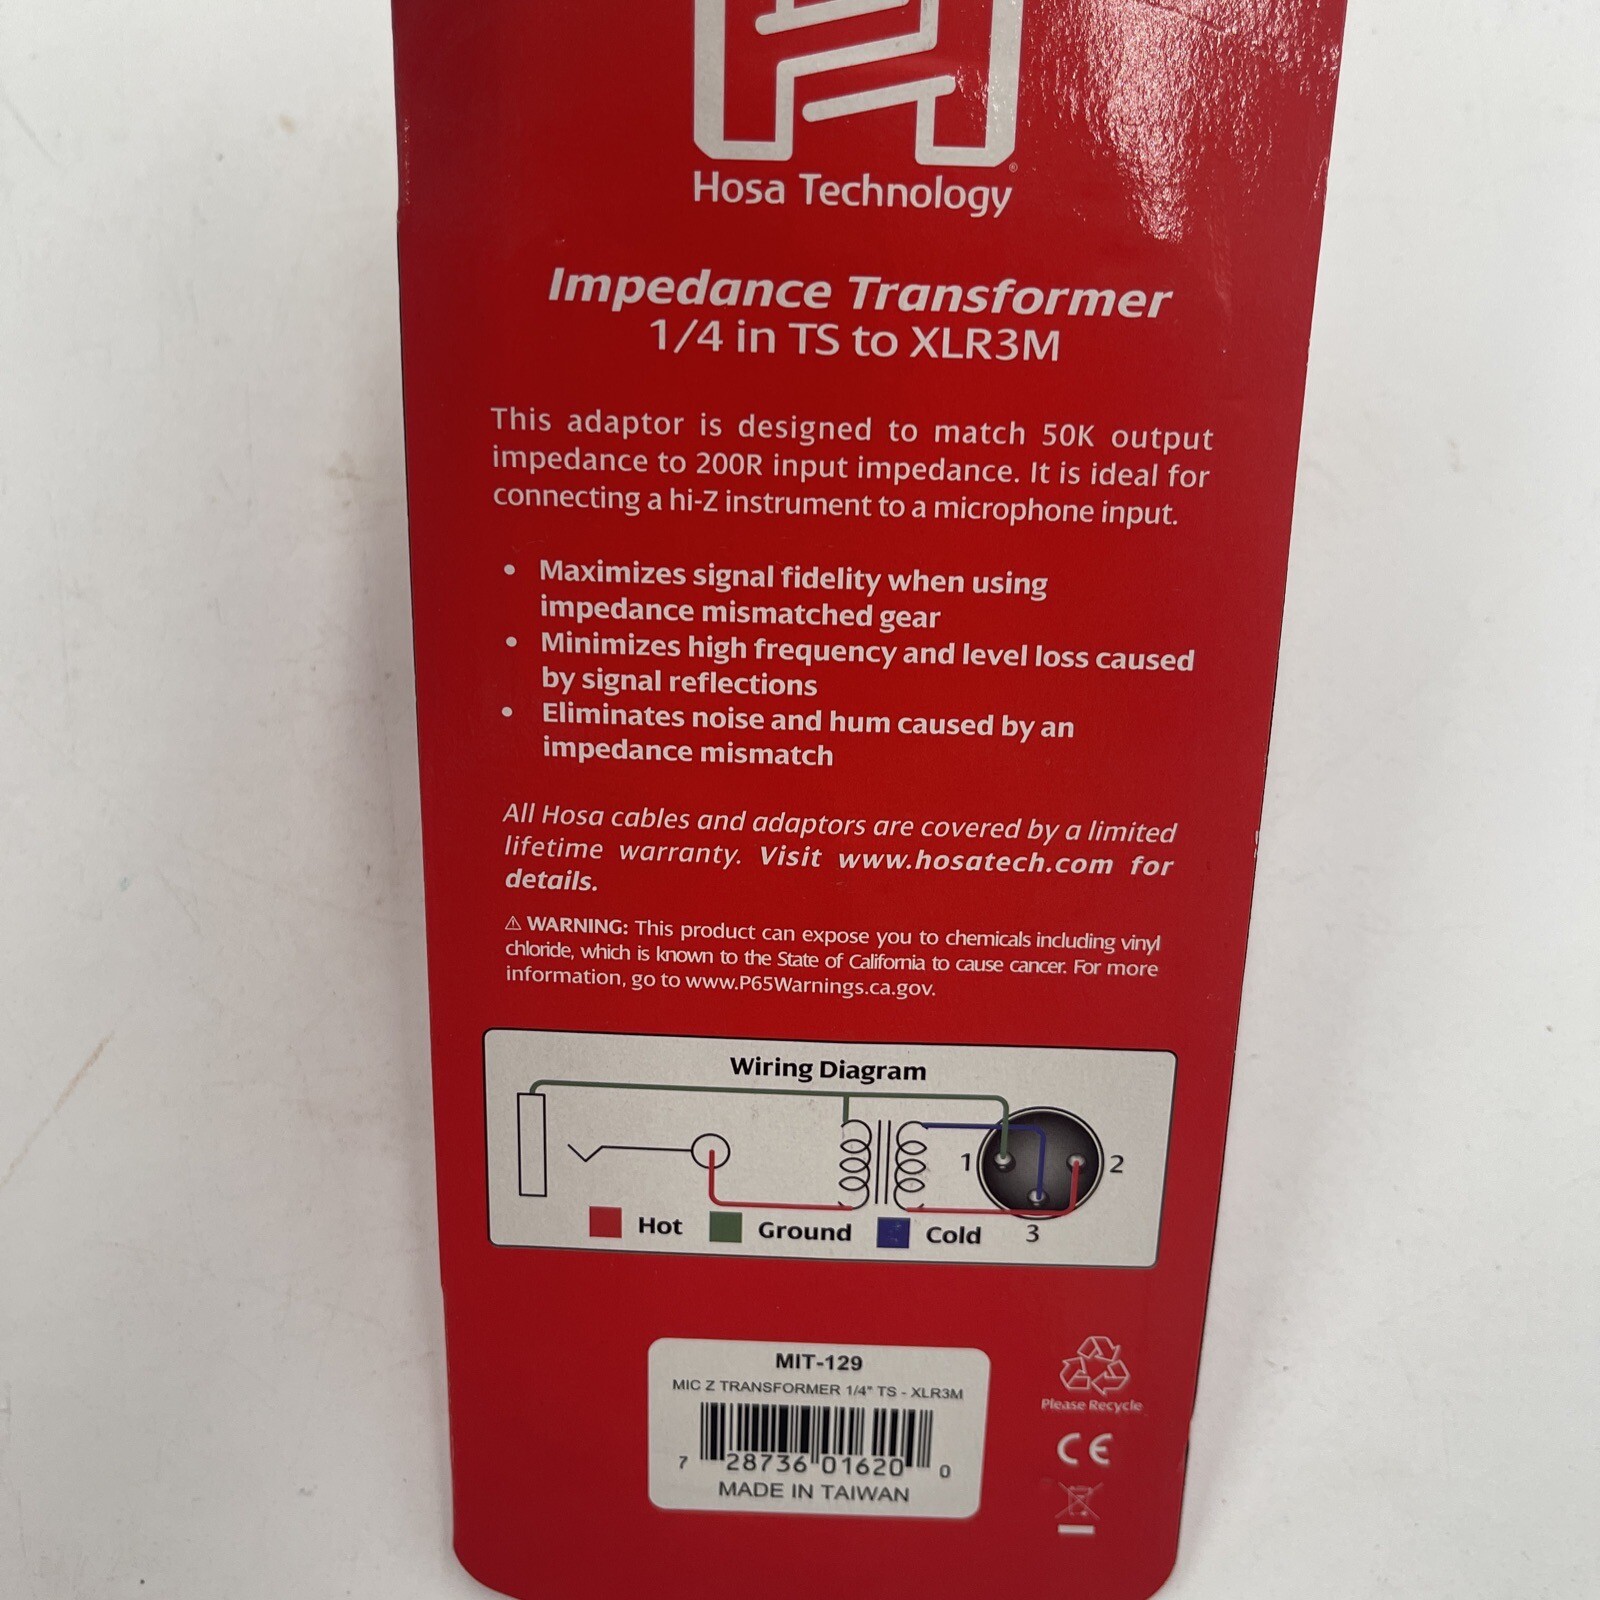 Hosa Technology®
Impedance Transformer
1/4 in TS to XLR3M
This adaptor is designed to match 50K output
impedance to 200R input impedance. It is ideal for
connecting a hi-Z instrument to a microphone input.
• Maximizes signal fidelity when using
impedance mismatched gear
• Minimizes high frequency and level loss caused
by signal reflections
• Eliminates noise and hum caused by an
impedance mismatch
All Hosa cables and adaptors are covered by a limited
lifetime warranty. Visit www.hosatech.com for
details.
⚠ WARNING: This product can expose you to chemicals including vinyl
chloride, which is known to the State of California to cause cancer. For more
information, go to www.P65Warnings.ca.gov.
Wiring Diagram
1 2
3
Hot Ground Cold
MIT-129
MIC Z TRANSFORMER 1/4" TS - XLR3M
7 28736 01620 0
MADE IN TAIWAN
Please Recycle
CE